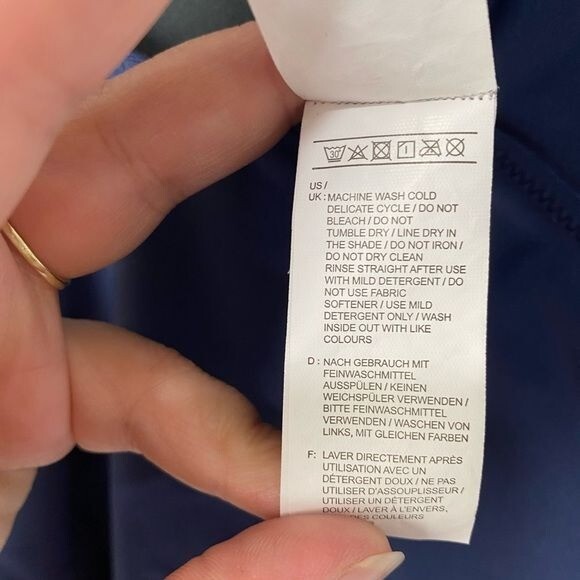 30°
US /
UK : MACHINE WASH COLD
DELICATE CYCLE / DO NOT
BLEACH / DO NOT
TUMBLE DRY / LINE DRY IN
THE SHADE / DO NOT IRON /
DO NOT DRY CLEAN
RINSE STRAIGHT AFTER USE
WITH MILD DETERGENT / DO
NOT USE FABRIC
SOFTENER / USE MILD
DETERGENT ONLY / WASH
INSIDE OUT WITH LIKE
COLOURS
D : NACH GEBRAUCH MIT
FEINWASCHMITTEL
AUSSPÜLEN / KEINEN
WEICHSPÜLER VERWENDEN /
BITTE FEINWASCHMITTEL
VERWENDEN / WASCHEN VON
LINKS, MIT GLEICHEN FARBEN
F: LAVER DIRECTEMENT APRÈS
UTILISATION AVEC UN
DÉTERGENT DOUX / NE PAS
UTILISER D'ASSOUPLISEUR /
UTILISER UN DÉTERGENT
DOUX / LAVER À L'ENVERS,
DES COULEURS